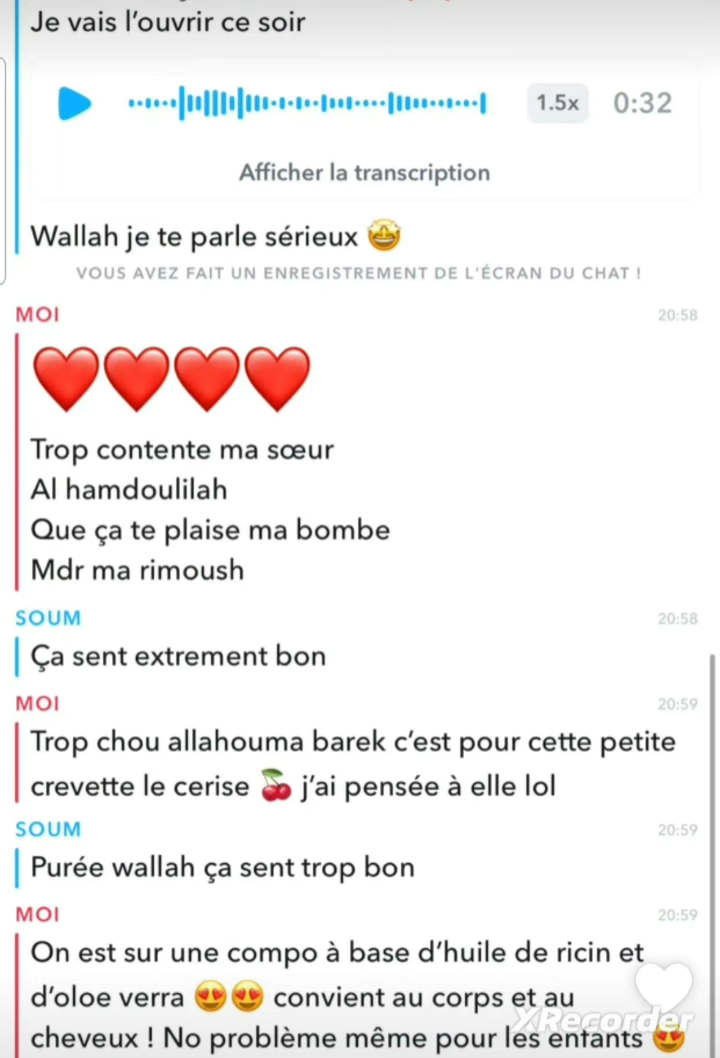 Je vais l'ouvrir ce soir
1.5x 0:32
Afficher la transcription
Wallah je te parle sérieux 🤩
VOUS AVEZ FAIT UN ENREGISTREMENT DE L'ÉCRAN DU CHAT !
MOI 20:58
❤️❤️❤️❤️
Trop contente ma sœur
Al hamdoulilah
Que ça te plaise ma bombe
Mdr ma rimoush
SOUM 20:58
Ça sent extrement bon
MOI 20:59
Trop chou allahouma barek c'est pour cette petite
crevette le cerise 🍒 j'ai pensée à elle lol
SOUM 20:59
Purée wallah ça sent trop bon
MOI 20:59
On est sur une compo à base d'huile de ricin et
d'oloe verra 😍😍 convient au corps et au
cheveux ! No problème même pour les enfants 😍
XRecorder